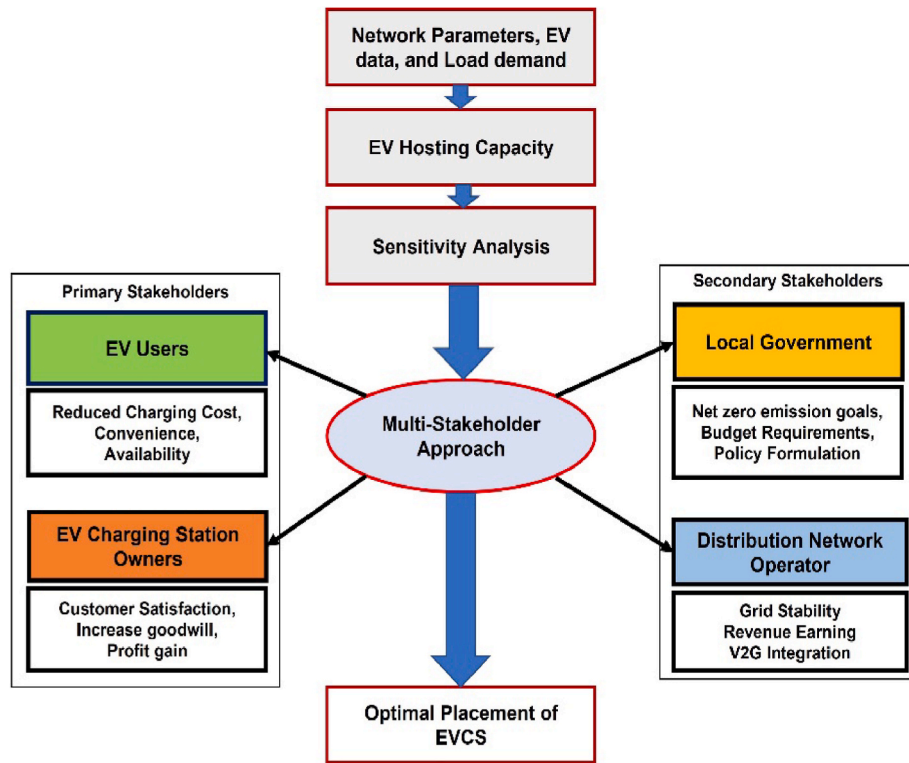 Network Parameters, EV
data, and Load demand
EV Hosting Capacity
Sensitivity Analysis
Primary Stakeholders
EV Users
Reduced Charging Cost,
Convenience,
Availability
EV Charging Station
Owners
Customer Satisfaction,
Increase goodwill,
Profit gain
Multi-Stakeholder
Approach
Secondary Stakeholders
Local Government
Net zero emission goals,
Budget Requirements,
Policy Formulation
Distribution Network
Operator
Grid Stability
Revenue Earning
V2G Integration
Optimal Placement of
EVCS